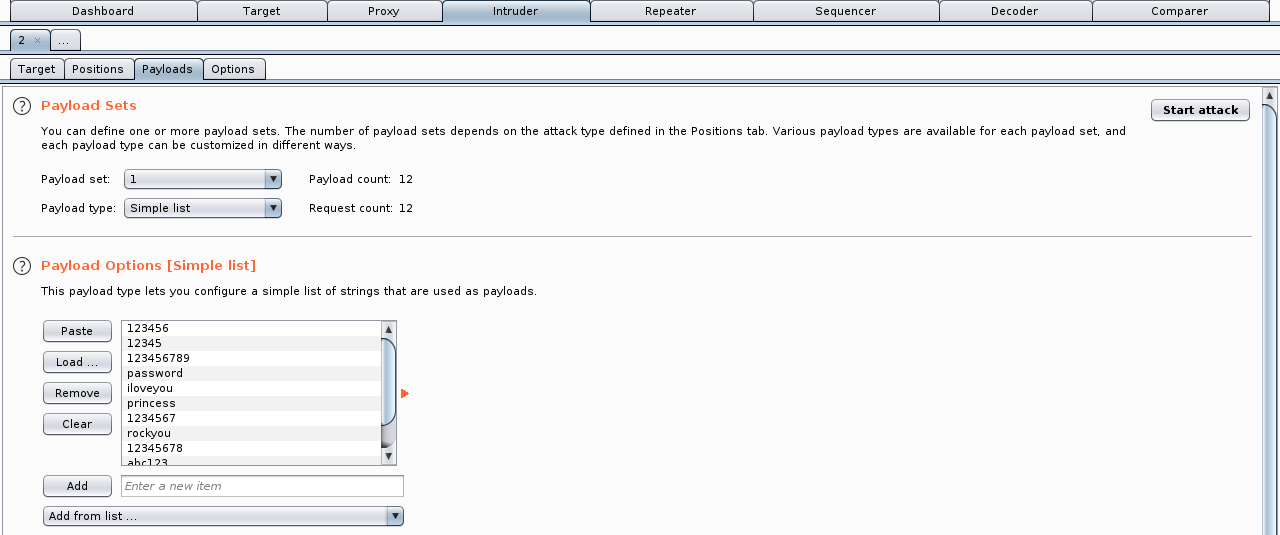 Dashboard Target Proxy Intruder Repeater Sequencer Decoder Comparer
2 × ...
Target Positions Payloads Options
? Payload Sets
Start attack
You can define one or more payload sets. The number of payload sets depends on the attack type defined in the Positions tab. Various payload types are available for each payload set, and
each payload type can be customized in different ways.
Payload set: 1 Payload count: 12
Payload type: Simple list Request count: 12
? Payload Options [Simple list]
This payload type lets you configure a simple list of strings that are used as payloads.
Paste
Load ...
Remove
Clear
123456
12345
123456789
password
iloveyou
princess
1234567
rockyou
12345678
abc123
Add Enter a new item
Add from list ...